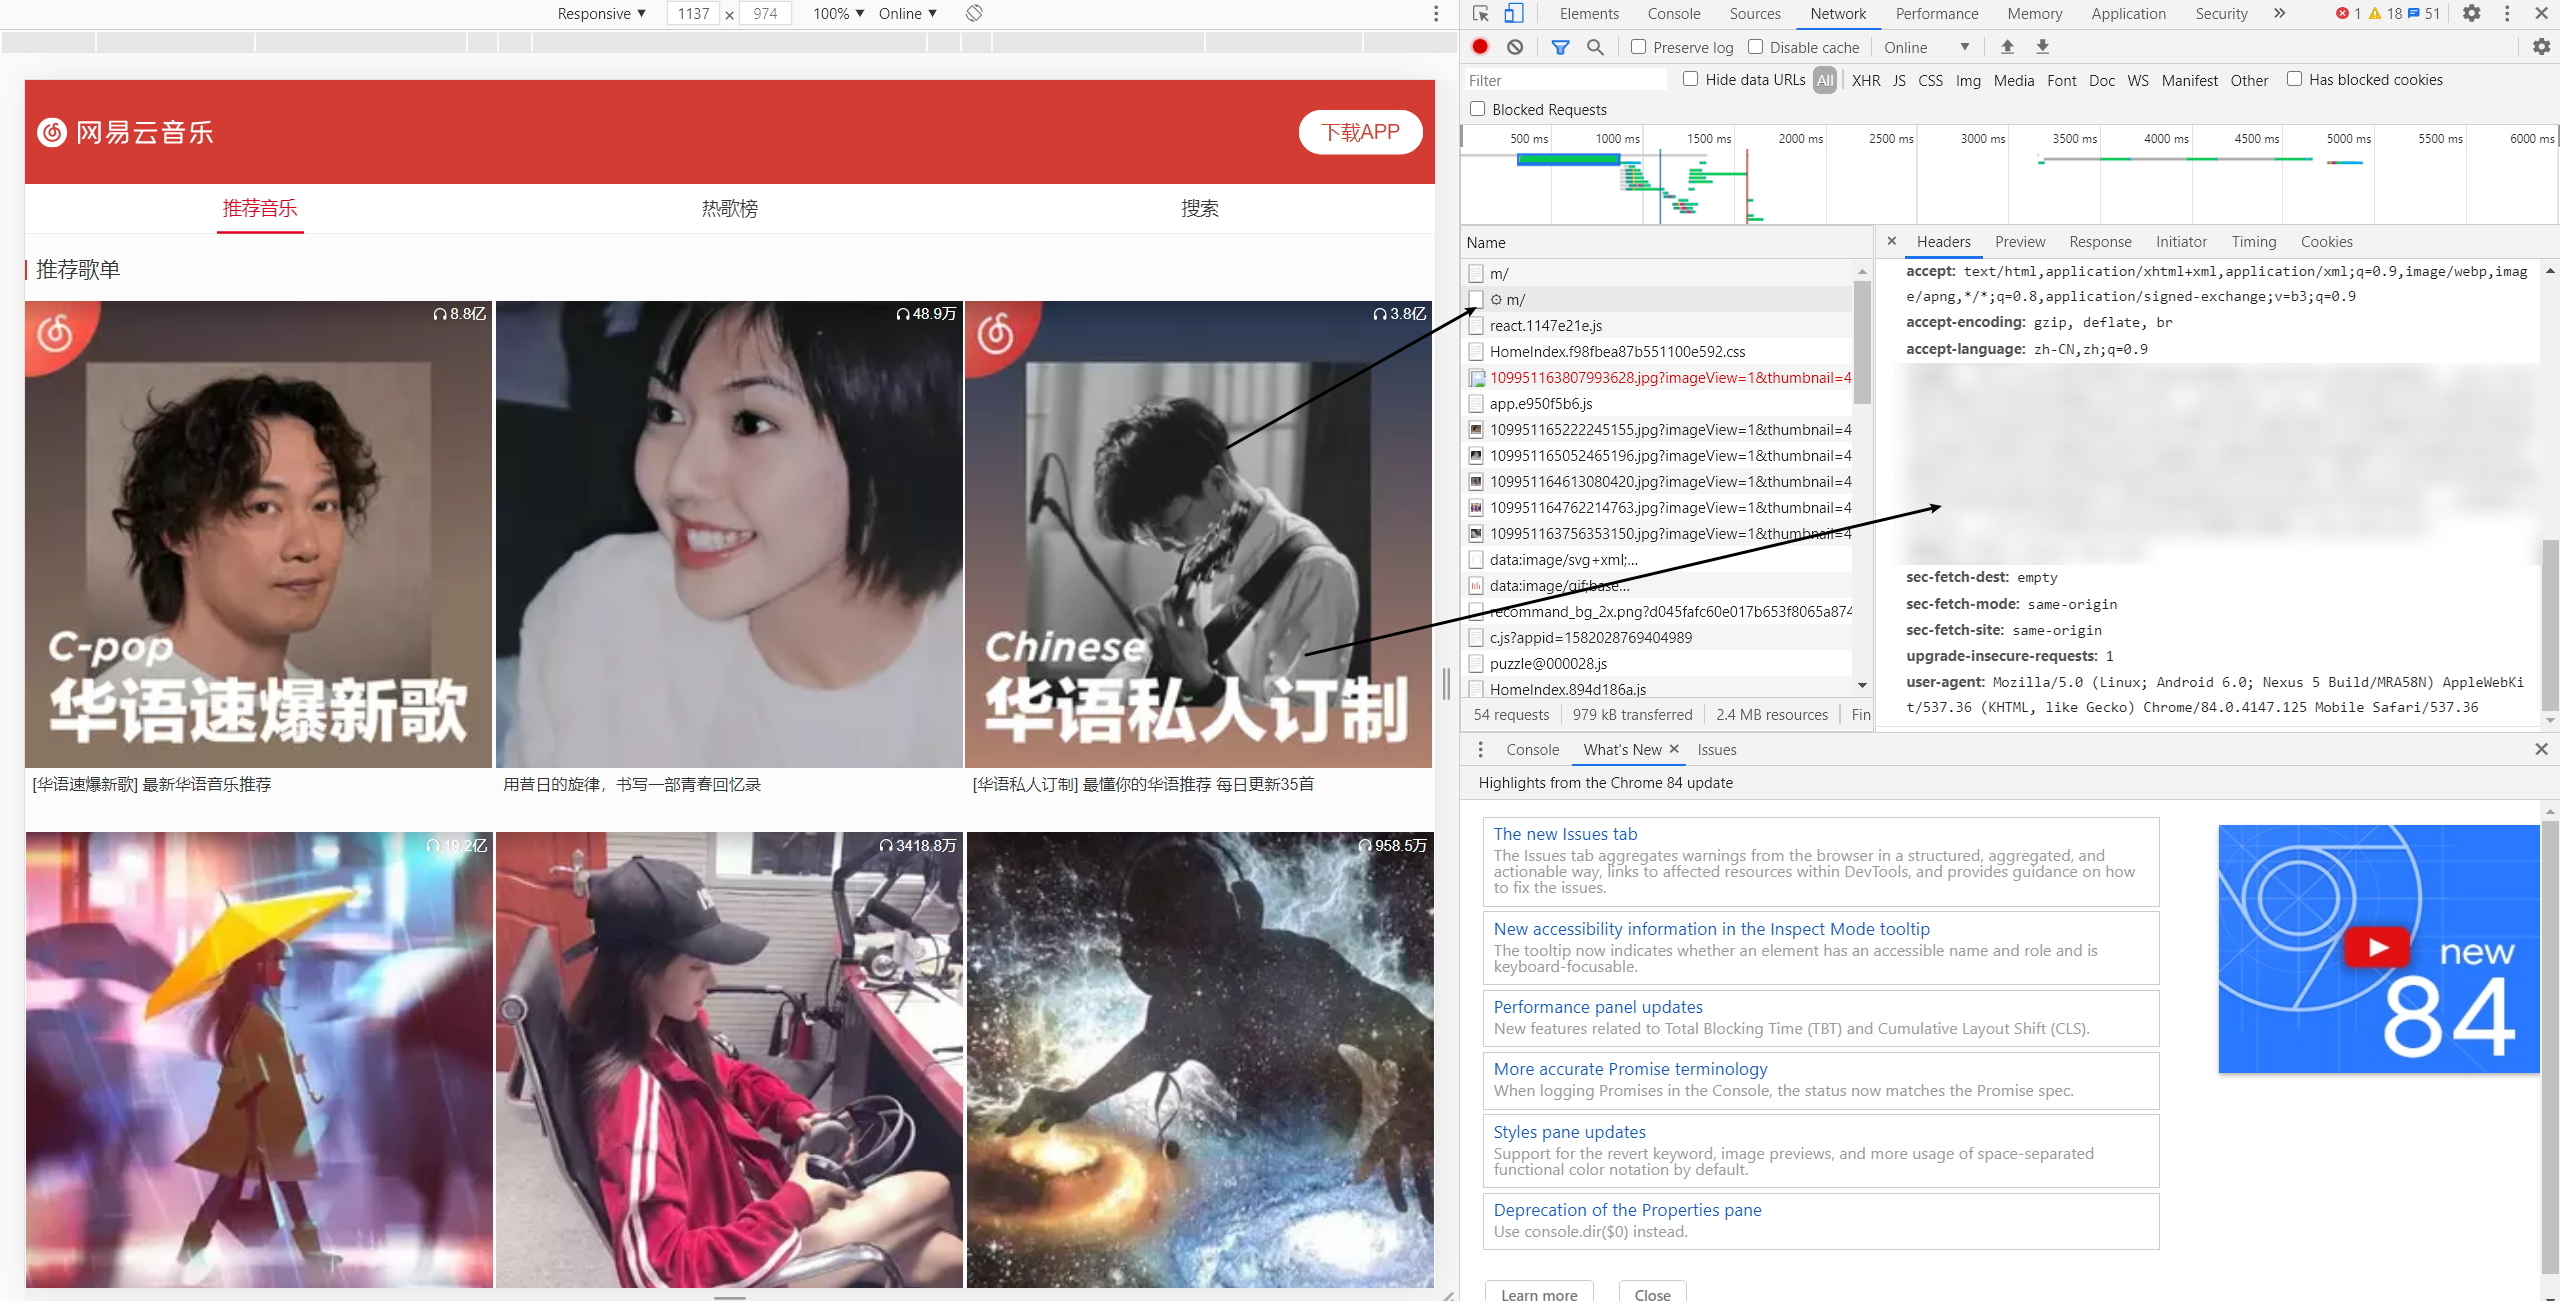 Responsive ▼ 1137 × 974 100% ▼ Online ▼
网易云音乐
下载APP
推荐音乐 热歌榜 搜索
推荐歌单
8.8亿 48.9万 3.8亿
C-pop
华语速爆新歌
Chinese
华语私人订制
[华语速爆新歌] 最新华语音乐推荐
用昔日的旋律，书写一部青春回忆录
[华语私人订制] 最懂你的华语推荐 每日更新35首
19.2亿 3418.8万 958.5万
Elements Console Sources Network Performance Memory Application Security » 1 18 51
Preserve log Disable cache Online ▼
Filter Hide data URLs All XHR JS CSS Img Media Font Doc WS Manifest Other Has blocked cookies
Blocked Requests
500 ms 1000 ms 1500 ms 2000 ms 2500 ms 3000 ms 3500 ms 4000 ms 4500 ms 5000 ms 5500 ms 6000 ms
Name
m/
m/
react.1147e21e.js
HomeIndex.f98fbea87b551100e592.css
109951163807993628.jpg?imageView=1&thumbnail=4
app.e950f5b6.js
109951165222245155.jpg?imageView=1&thumbnail=4
109951165052465196.jpg?imageView=1&thumbnail=4
109951164613080420.jpg?imageView=1&thumbnail=4
109951164762214763.jpg?imageView=1&thumbnail=4
109951163756353150.jpg?imageView=1&thumbnail=4
data:image/svg+xml;...
data:image/gif;base...
recommand_bg_2x.png?d045fafc60e017b653f8065a874
c.js?appid=1582028769404989
puzzle@000028.js
HomeIndex.894d186a.js
54 requests 979 kB transferred 2.4 MB resources Fin
× Headers Preview Response Initiator Timing Cookies
accept: text/html,application/xhtml+xml,application/xml;q=0.9,image/webp,imag
e/apng,*/*;q=0.8,application/signed-exchange;v=b3;q=0.9
accept-encoding: gzip, deflate, br
accept-language: zh-CN,zh;q=0.9
sec-fetch-dest: empty
sec-fetch-mode: same-origin
sec-fetch-site: same-origin
upgrade-insecure-requests: 1
user-agent: Mozilla/5.0 (Linux; Android 6.0; Nexus 5 Build/MRA58N) AppleWebKi
t/537.36 (KHTML, like Gecko) Chrome/84.0.4147.125 Mobile Safari/537.36
Console What's New × Issues
Highlights from the Chrome 84 update
The new Issues tab
The Issues tab aggregates warnings from the browser in a structured, aggregated, and
actionable way, links to affected resources within DevTools, and provides guidance on how
to fix the issues.
New accessibility information in the Inspect Mode tooltip
The tooltip now indicates whether an element has an accessible name and role and is
keyboard-focusable.
Performance panel updates
New features related to Total Blocking Time (TBT) and Cumulative Layout Shift (CLS).
More accurate Promise terminology
When logging Promises in the Console, the status now matches the Promise spec.
Styles pane updates
Support for the revert keyword, image previews, and more usage of space-separated
functional color notation by default.
Deprecation of the Properties pane
Use console.dir($0) instead.
Learn more Close
new
84